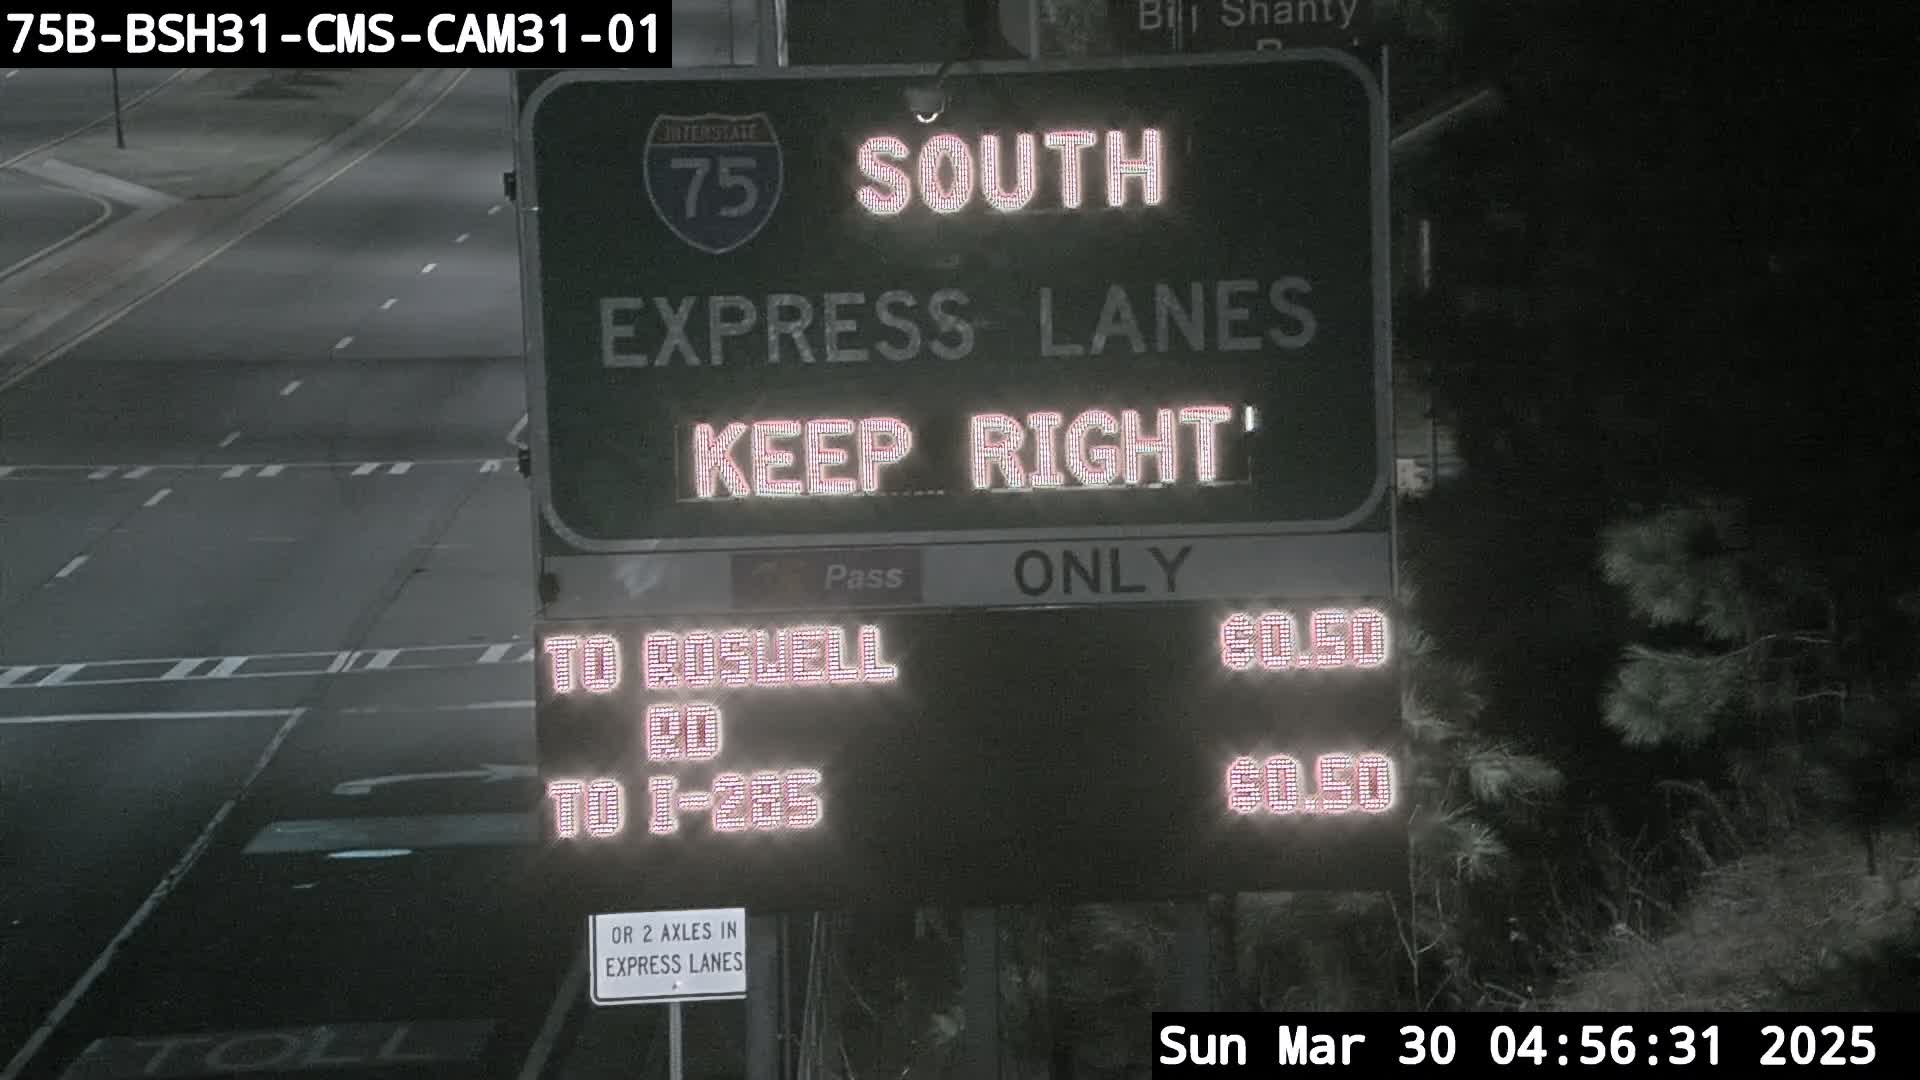 75B-BSH31-CMS-CAM31-01
Bill Shanty
INTERSTATE
75
SOUTH
EXPRESS LANES
KEEP RIGHT
Pass ONLY
TO ROSWELL $0.50
RD
TO I-285 $0.50
OR 2 AXLES IN
EXPRESS LANES
TOLL
Sun Mar 30 04:56:31 2025